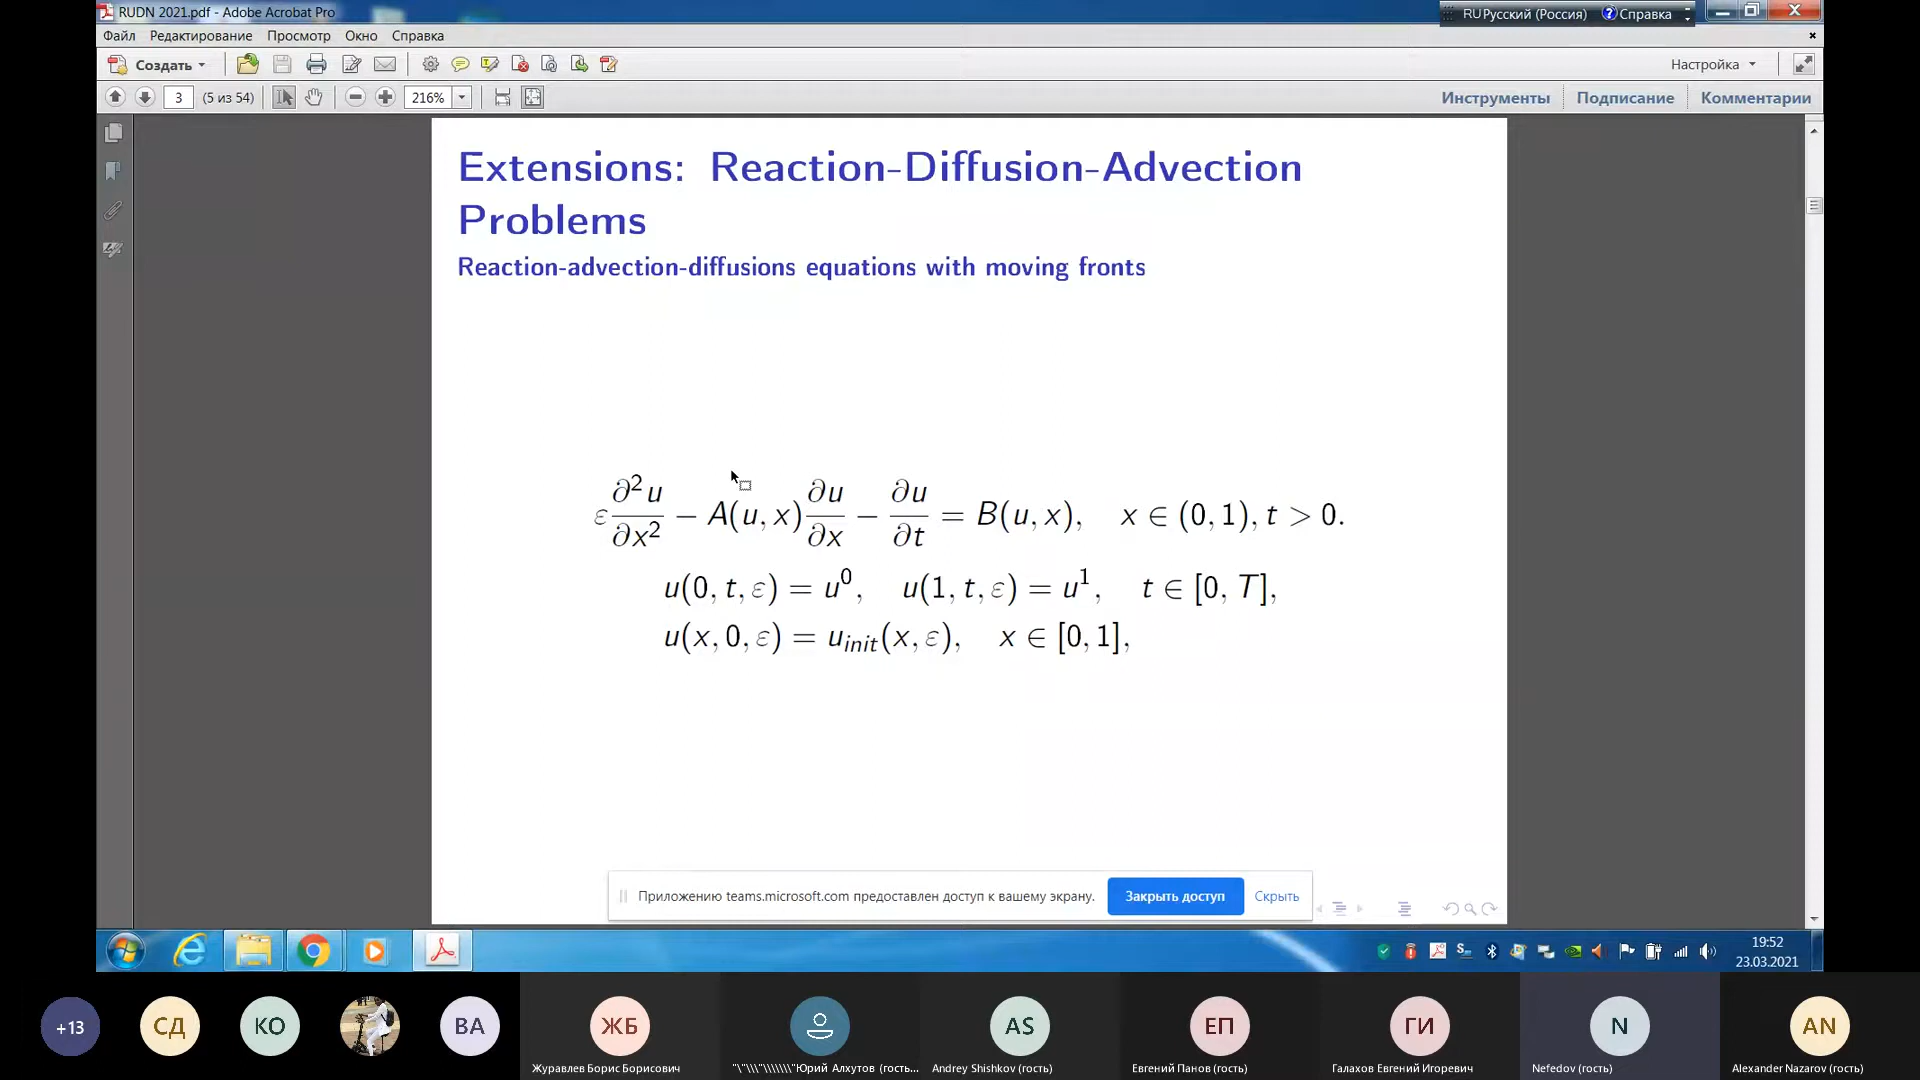 RUDN 2021.pdf - Adobe Acrobat Pro
RU Русский (Россия) Справка
Файл Редактирование Просмотр Окно Справка
Создать Настройка
3 (5 из 54) 216% Инструменты Подписание Комментарии
Extensions: Reaction-Diffusion-Advection
Problems
Reaction-advection-diffusions equations with moving fronts
ε ∂²u/∂x² − A(u, x) ∂u/∂x − ∂u/∂t = B(u, x), x ∈ (0, 1), t > 0.
u(0, t, ε) = u⁰, u(1, t, ε) = u¹, t ∈ [0, T],
u(x, 0, ε) = u_init(x, ε), x ∈ [0, 1],
Приложению teams.microsoft.com предоставлен доступ к вашему экрану. Закрыть доступ Скрыть
19:52
23.03.2021
+13 СД КО ВА ЖБ AS ЕП ГИ N AN
Журавлев Борис Борисович "\"\\\"\\\\\\\"Юрий Алхутов (гость... Andrey Shishkov (гость) Евгений Панов (гость) Галахов Евгений Игоревич Nefedov (гость) Alexander Nazarov (гость)